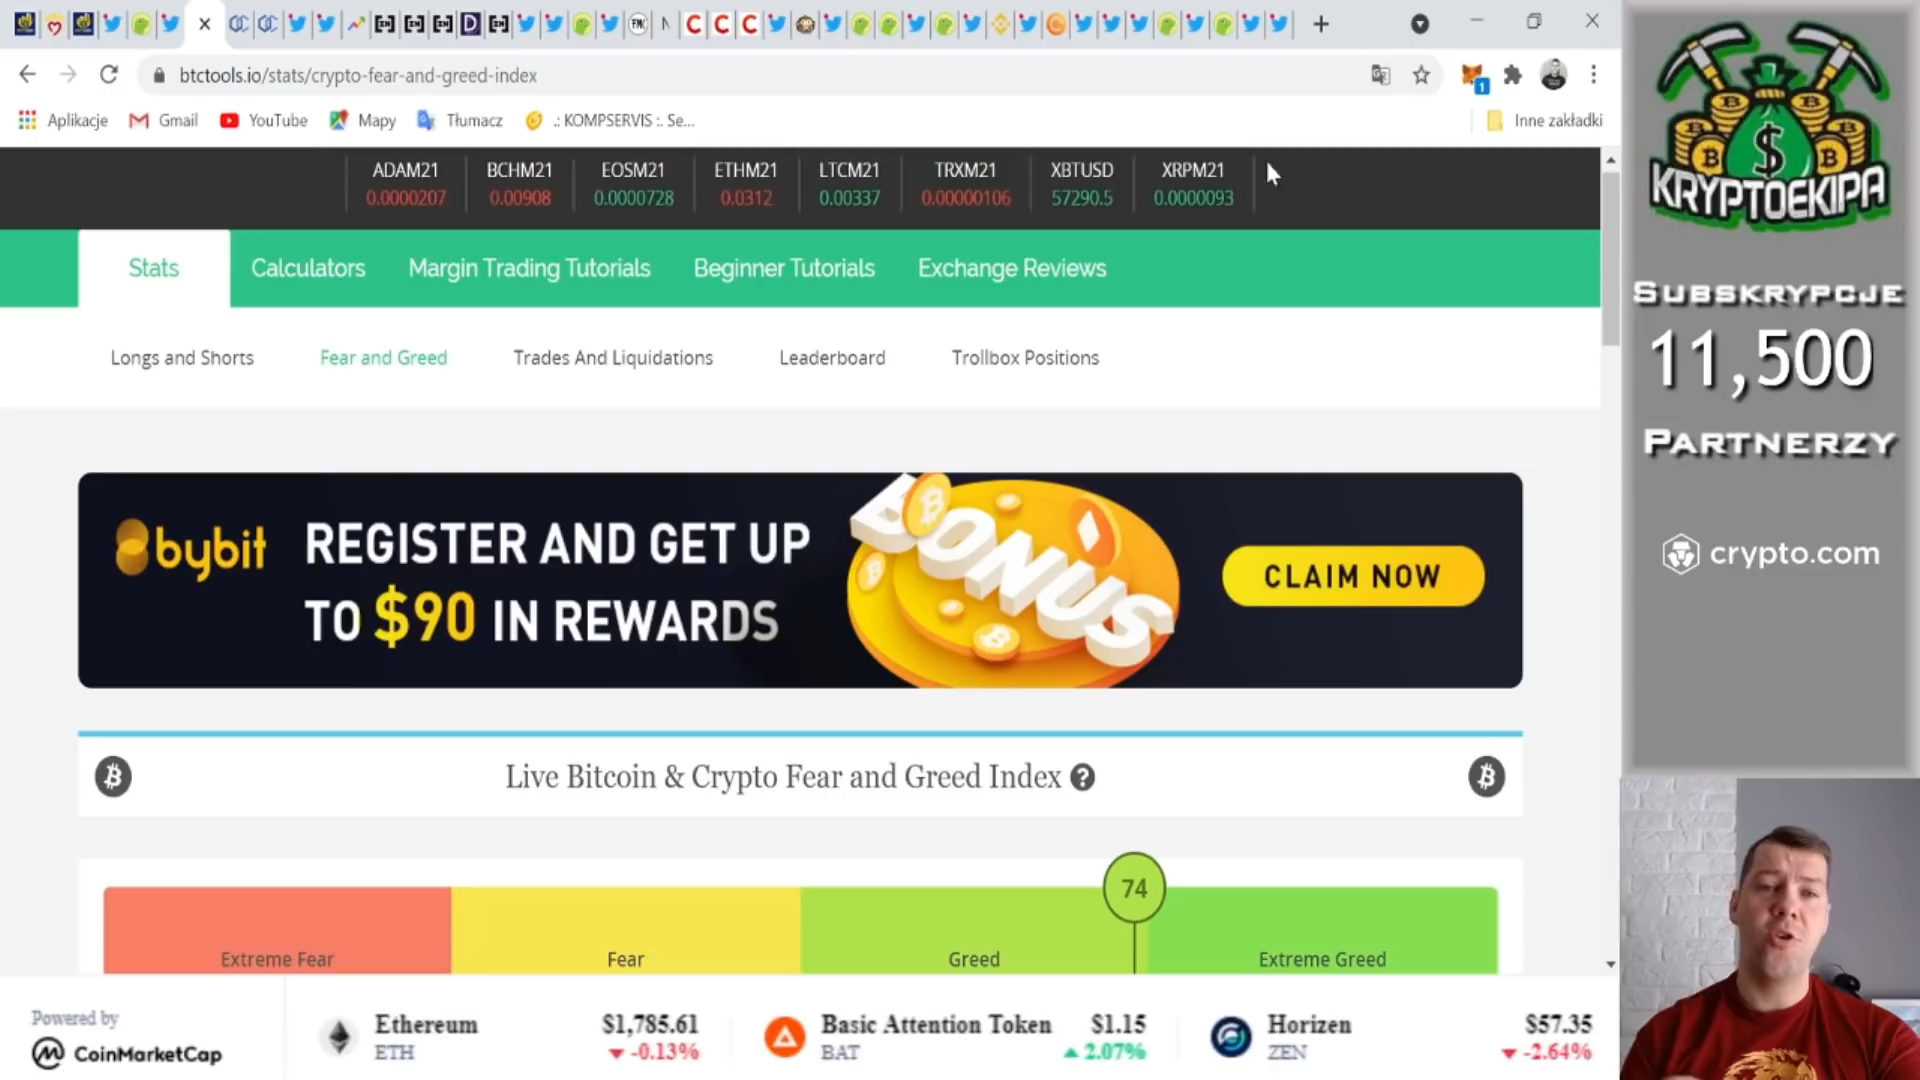 btctools.io/stats/crypto-fear-and-greed-index
1
Aplikacje
Gmail
YouTube
Mapy
Tłumacz
.: KOMPSERVIS :. Se...
Inne zakładki
ADAM21
BCHM21
EOSM21
ETHM21
LTCM21
TRXM21
XBTUSD
XRPM21
0.0000207
0.00908
0.0000728
0.0312
0.00337
0.00000106
57290.5
0.0000093
Stats
Calculators
Margin Trading Tutorials
Beginner Tutorials
Exchange Reviews
Longs and Shorts
Fear and Greed
Trades And Liquidations
Leaderboard
Trollbox Positions
bybit
REGISTER AND GET UP
TO $90 IN REWARDS
BONUS
CLAIM NOW
Live Bitcoin & Crypto Fear and Greed Index ?
74
Extreme Fear
Fear
Greed
Extreme Greed
Powered by
CoinMarketCap
Ethereum
ETH
$1,785.61
-0.13%
Basic Attention Token
BAT
$1.15
2.07%
Horizen
ZEN
$57.35
-2.64%
$
KRYPTOEKIPA
SUBSKRYPCJE
11,500
PARTNERZY
crypto.com